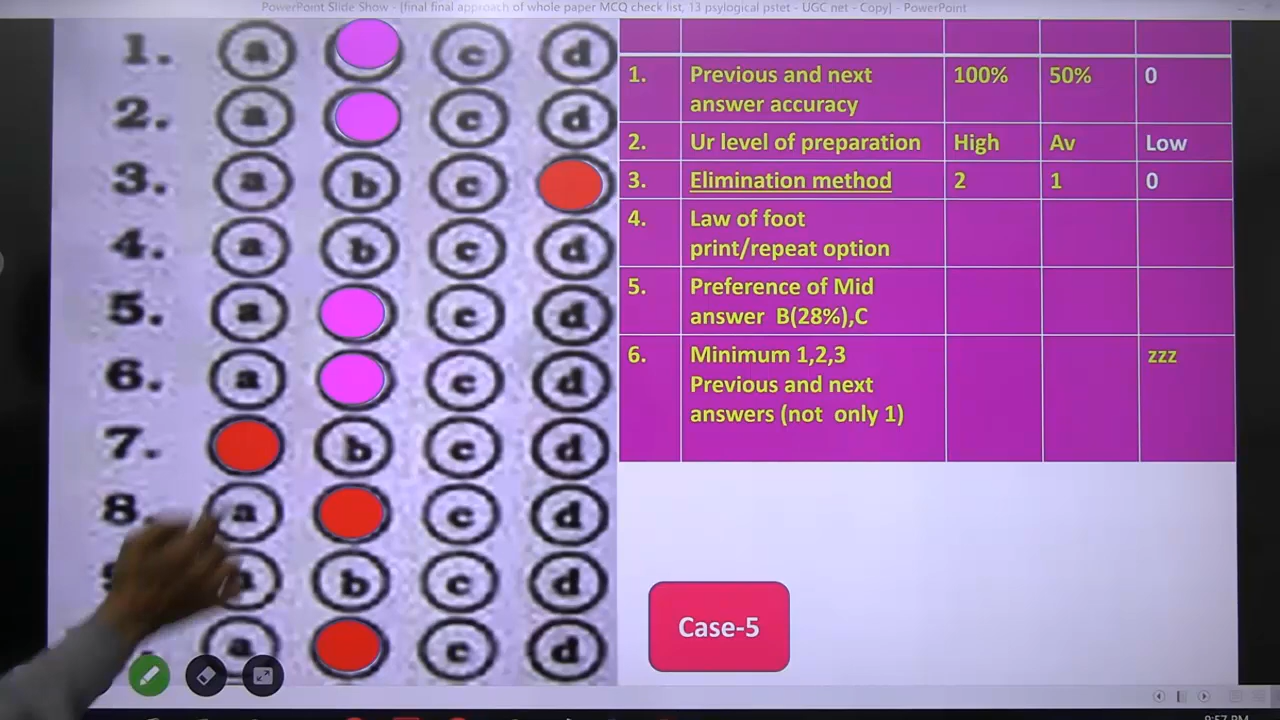 PowerPoint Slide Show - [final final approach of whole paper MCQ check list, 13 psylogical pstet - UGC net - Copy] - PowerPoint
1. a c d
2. a c d
3. a b c
4. a b c d
5. a c d
6. a c d
7. b c d
8. a c d
b c d
a c d
1. Previous and next answer accuracy 100% 50% 0
2. Ur level of preparation High Av Low
3. Elimination method 2 1 0
4. Law of foot
print/repeat option
5. Preference of Mid
answer B(28%),C
6. Minimum 1,2,3 zzz
Previous and next
answers (not only 1)
Case-5